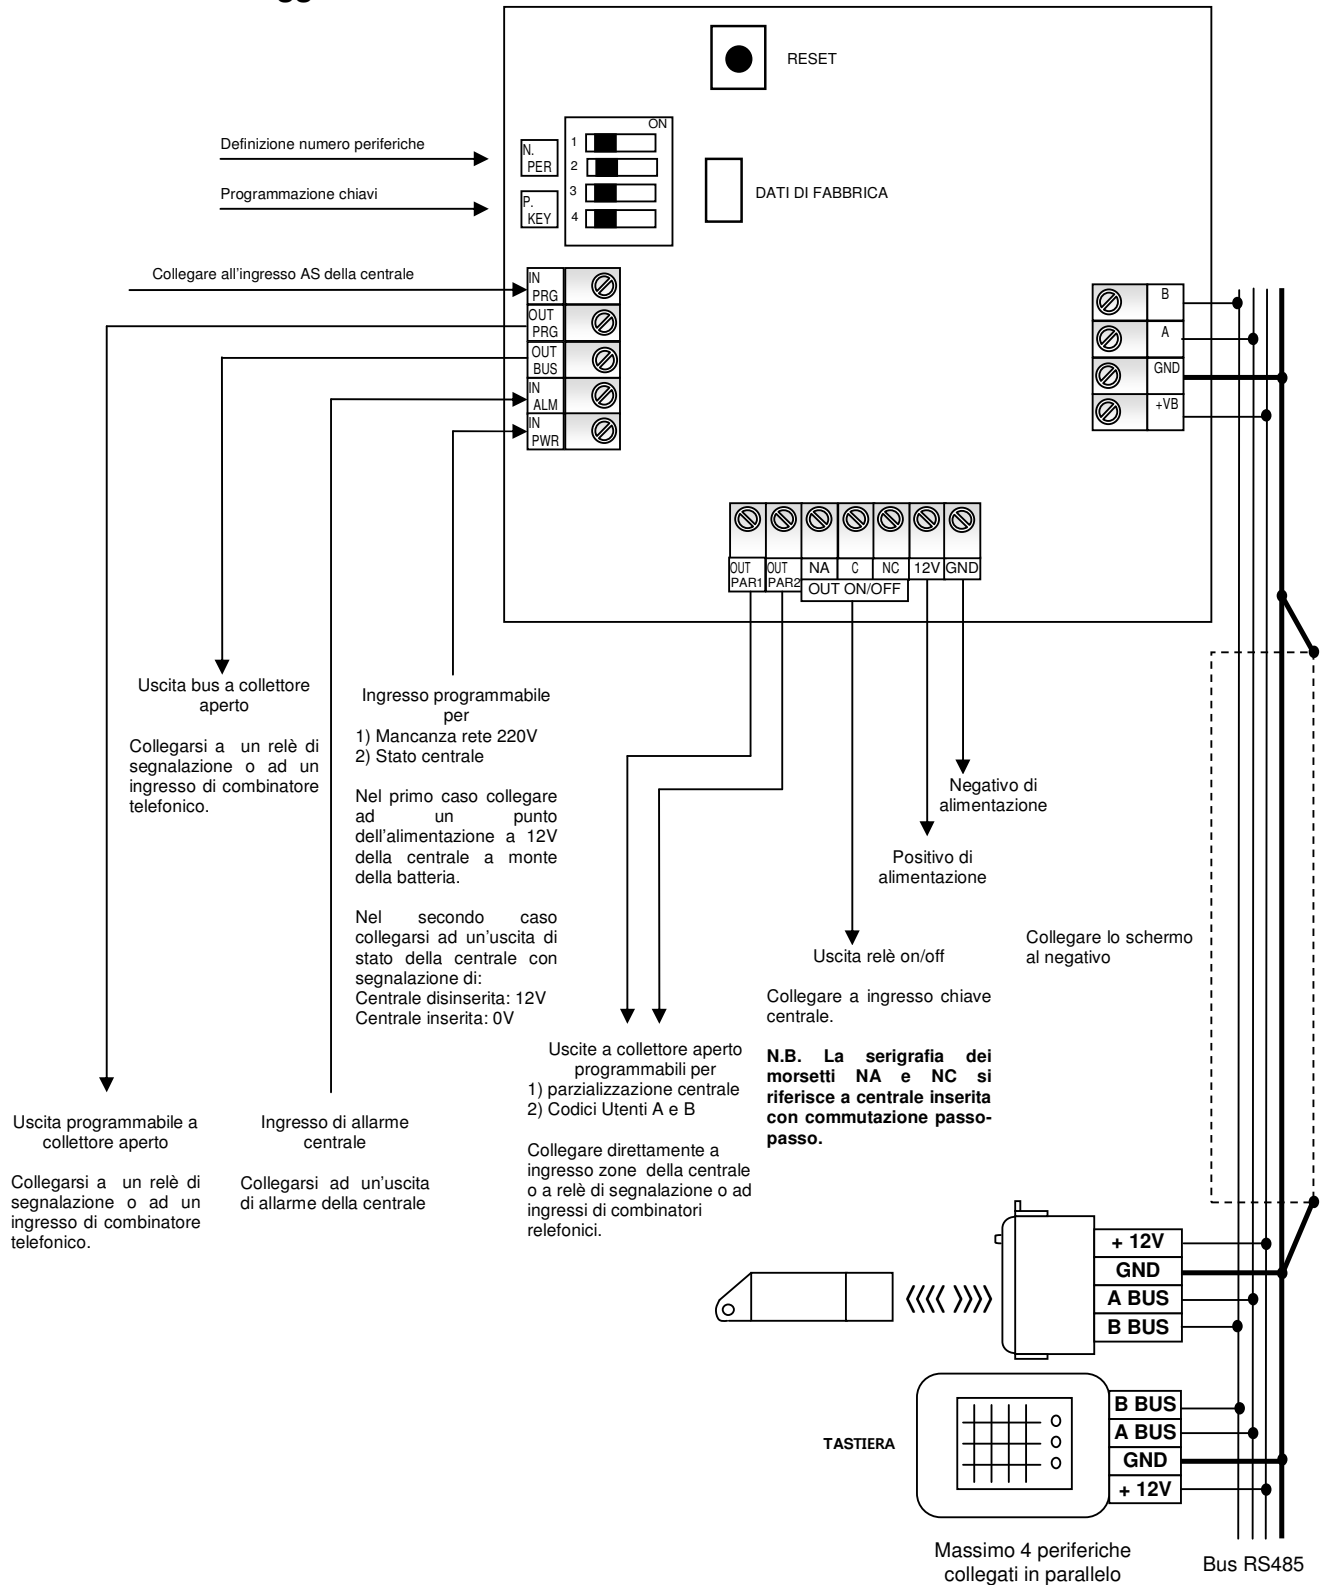 gg
RESET
ON
Definizione numero periferiche
N.
PER
1
2
Programmazione chiavi
P.
KEY
3
4
DATI DI FABBRICA
Collegare all'ingresso AS della centrale
IN
PRG
OUT
PRG
OUT
BUS
IN
ALM
IN
PWR
B
A
GND
+VB
OUT
PAR1
OUT
PAR2
NA
C
NC
12V
GND
OUT ON/OFF
Uscita bus a collettore
aperto
Collegarsi a un relè di
segnalazione o ad un
ingresso di combinatore
telefonico.
Ingresso programmabile
per
1) Mancanza rete 220V
2) Stato centrale
Nel primo caso collegare
ad un punto
dell'alimentazione a 12V
della centrale a monte
della batteria.
Nel secondo caso
collegarsi ad un'uscita di
stato della centrale con
segnalazione di:
Centrale disinserita: 12V
Centrale inserita: 0V
Negativo di
alimentazione
Positivo di
alimentazione
Uscita relè on/off
Collegare a ingresso chiave
centrale.
N.B. La serigrafia dei
morsetti NA e NC si
riferisce a centrale inserita
con commutazione passo-
passo.
Collegare lo schermo
al negativo
Uscite a collettore aperto
programmabili per
1) parzializzazione centrale
2) Codici Utenti A e B
Collegare direttamente a
ingresso zone della centrale
o a relè di segnalazione o ad
ingressi di combinatori
relefonici.
Uscita programmabile a
collettore aperto
Collegarsi a un relè di
segnalazione o ad un
ingresso di combinatore
telefonico.
Ingresso di allarme
centrale
Collegarsi ad un'uscita
di allarme della centrale
+ 12V
GND
A BUS
B BUS
TASTIERA
B BUS
A BUS
GND
+ 12V
Massimo 4 periferiche
collegati in parallelo
Bus RS485